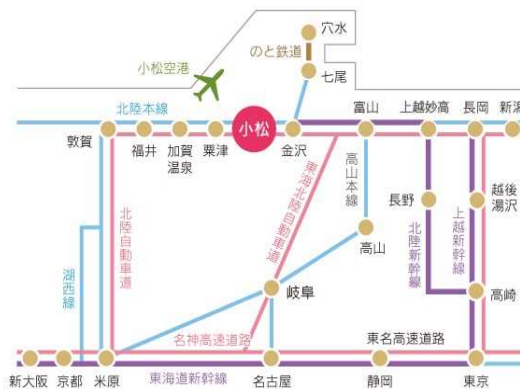 穴水
のと鉄道
七尾
小松空港
北陸本線
小松
富山
上越妙高
長岡
新潟
敦賀
福井
加賀
温泉
粟津
金沢
東海北陸自動車道
高山本線
長野
越後
湯沢
上越新幹線
北陸新幹線
北陸自動車道
湖西線
高山
岐阜
高崎
名神高速道路
東名高速道路
新大阪
京都
米原
東海道新幹線
名古屋
静岡
東京